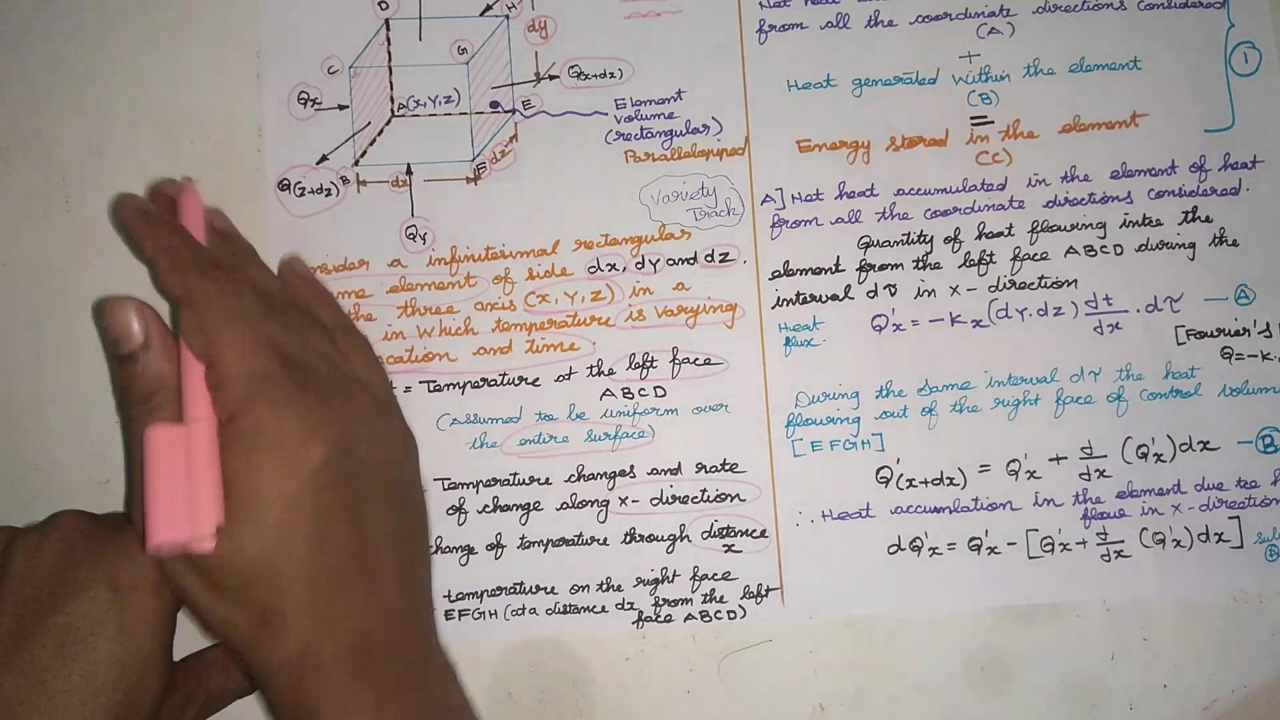 D
H
dy
C
G
Q(x+dx)
Qx
A(x,Y,z)
E
Element
volume
(rectangular)
Parallelopiped
Q(z+dz)
B
dx
F
dz
Qy
Variety
Track
a infinitesimal rectangular
element of side dx, dy and dz.
the three axis (x, Y, z) in a
in which temperature is varying
and time.
t = Temperature at the left face
ABCD
(Assumed to be uniform over
the entire surface)
Temperature changes and rate
of change along x- direction
change of temperature through distance
x
temperature on the right face
EFGH (at a distance dx from the left
face ABCD)
from all the coordinate directions considered
(A)
+
Heat generated within the element
(B)
=
Energy stored in the element
(C)
1
A] Net heat accumulated in the element of heat
from all the coordinate directions considered.
Quantity of heat flowing intee the
element from the left face ABCD during the
interval dτ in x- direction
Heat
flux.
Q'x = -Kx (dy.dz) dt/dx . dτ — A
[Fourier's
Q=-K.
During the same interval dτ the heat
flowing out of the right face of control volum
[EFGH]
Q'(x+dx) = Q'x + d/dx (Q'x)dx — B
∴ Heat accumlation in the element due tee h
flow in x- direction
dQ'x = Q'x - [Q'x + d/dx (Q'x) dx]